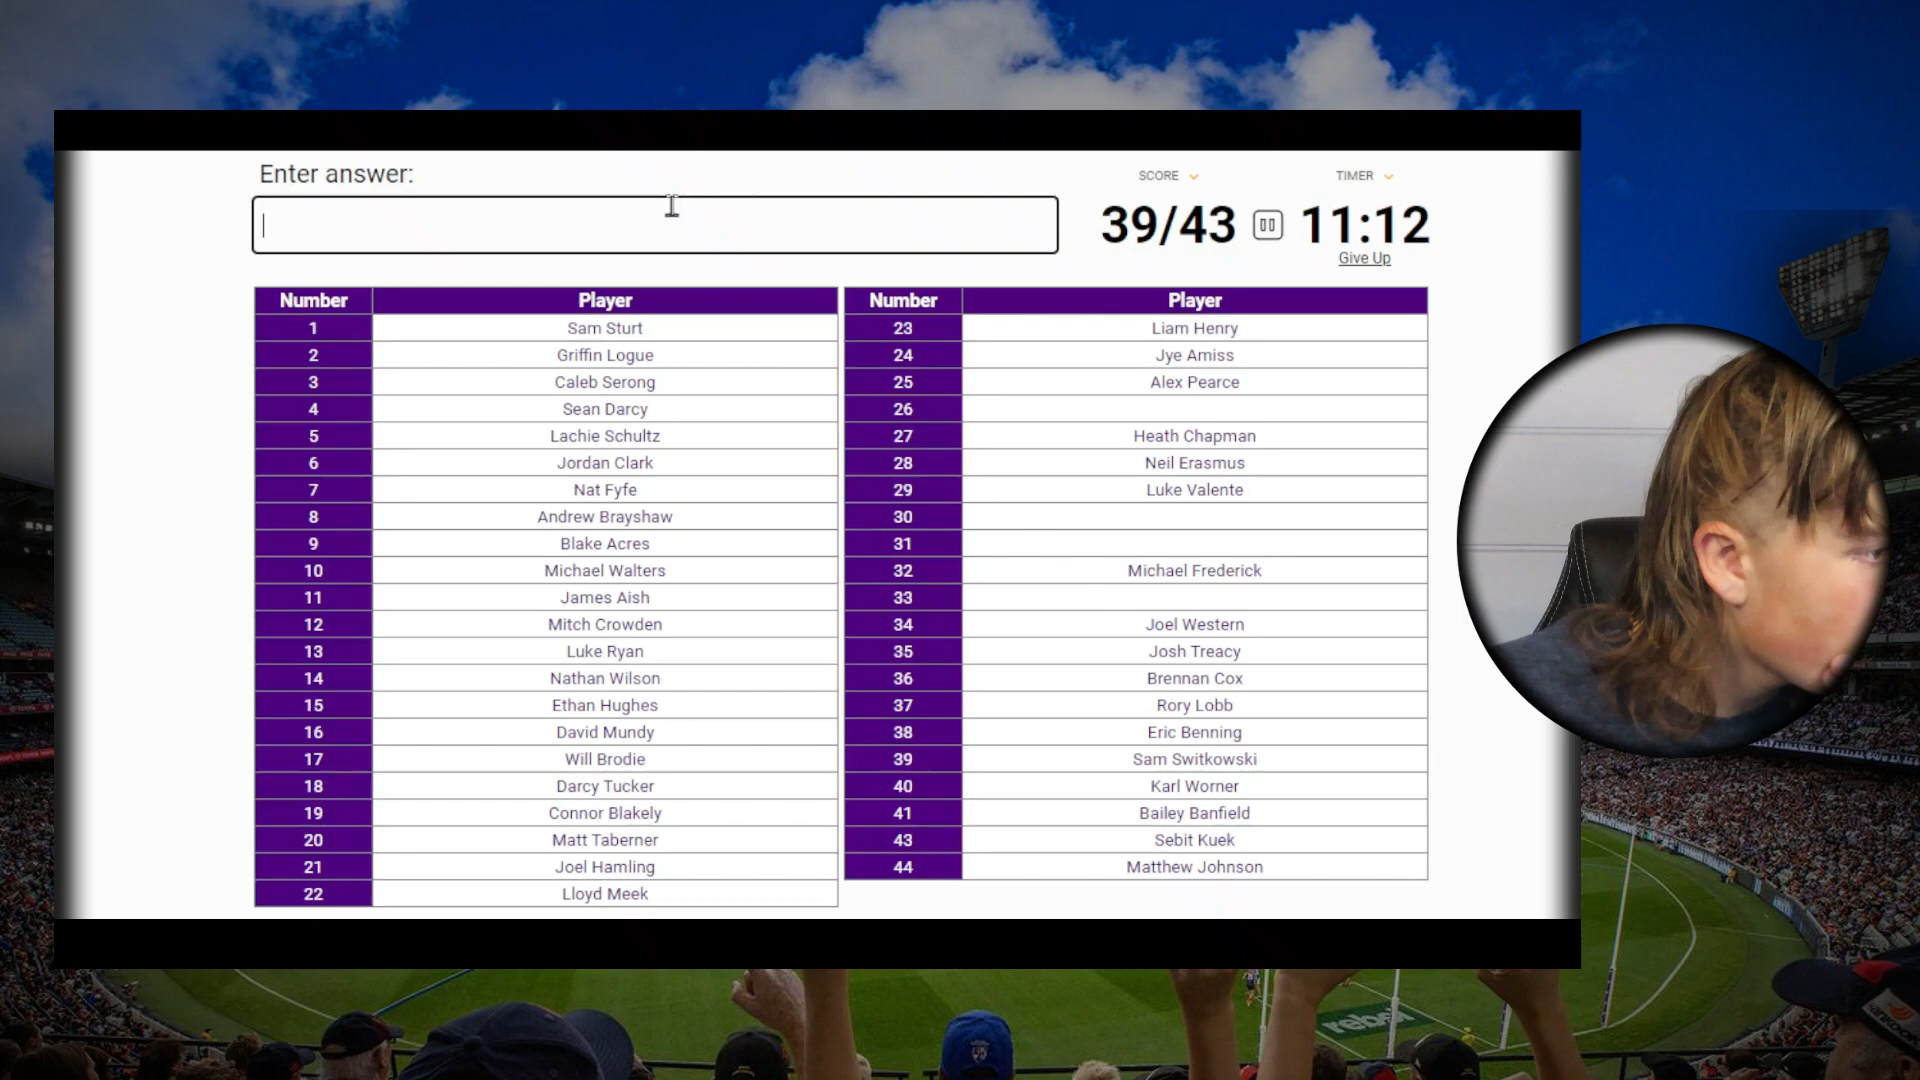 Enter answer:
SCORE
TIMER
39/43
11:12
Give Up
Number Player
1 Sam Sturt
2 Griffin Logue
3 Caleb Serong
4 Sean Darcy
5 Lachie Schultz
6 Jordan Clark
7 Nat Fyfe
8 Andrew Brayshaw
9 Blake Acres
10 Michael Walters
11 James Aish
12 Mitch Crowden
13 Luke Ryan
14 Nathan Wilson
15 Ethan Hughes
16 David Mundy
17 Will Brodie
18 Darcy Tucker
19 Connor Blakely
20 Matt Taberner
21 Joel Hamling
22 Lloyd Meek
Number Player
23 Liam Henry
24 Jye Amiss
25 Alex Pearce
26
27 Heath Chapman
28 Neil Erasmus
29 Luke Valente
30
31
32 Michael Frederick
33
34 Joel Western
35 Josh Treacy
36 Brennan Cox
37 Rory Lobb
38 Eric Benning
39 Sam Switkowski
40 Karl Worner
41 Bailey Banfield
43 Sebit Kuek
44 Matthew Johnson
rebel